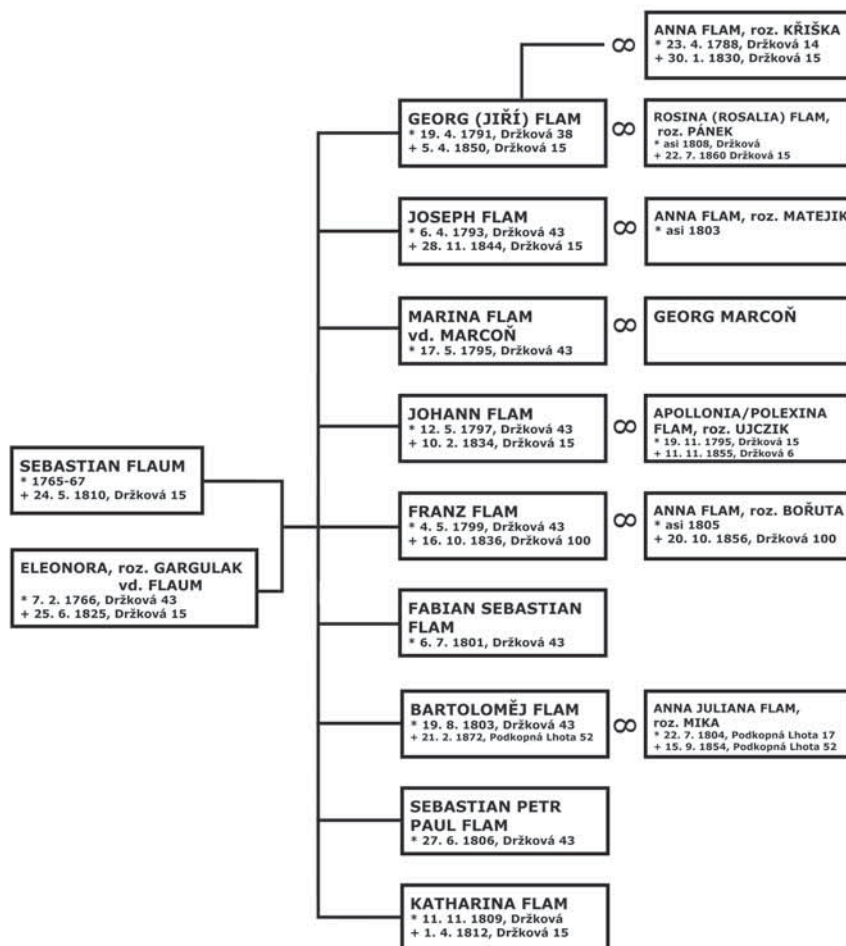 ANNA FLAM, roz. KŘIŠKA
* 23. 4. 1788, Držková 14
+ 30. 1. 1830, Držková 15
∞
GEORG (JIŘÍ) FLAM
* 19. 4. 1791, Držková 38
+ 5. 4. 1850, Držková 15
∞
ROSINA (ROSALIA) FLAM,
roz. PÁNEK
* asi 1808, Držková
+ 22. 7. 1860 Držková 15
JOSEPH FLAM
* 6. 4. 1793, Držková 43
+ 28. 11. 1844, Držková 15
∞
ANNA FLAM, roz. MATEJIK
* asi 1803
MARINA FLAM
vd. MARCOŇ
* 17. 5. 1795, Držková 43
∞
GEORG MARCOŇ
JOHANN FLAM
* 12. 5. 1797, Držková 43
+ 10. 2. 1834, Držková 15
∞
APOLLONIA/POLEXINA
FLAM, roz. UJCZIK
* 19. 11. 1795, Držková 15
+ 11. 11. 1855, Držková 6
SEBASTIAN FLAUM
* 1765-67
+ 24. 5. 1810, Držková 15
ELEONORA, roz. GARGULAK
vd. FLAUM
* 7. 2. 1766, Držková 43
+ 25. 6. 1825, Držková 15
FRANZ FLAM
* 4. 5. 1799, Držková 43
+ 16. 10. 1836, Držková 100
∞
ANNA FLAM, roz. BOŘUTA
* asi 1805
+ 20. 10. 1856, Držková 100
FABIAN SEBASTIAN
FLAM
* 6. 7. 1801, Držková 43
BARTOLOMĚJ FLAM
* 19. 8. 1803, Držková 43
+ 21. 2. 1872, Podkopná Lhota 52
∞
ANNA JULIANA FLAM,
roz. MIKA
* 22. 7. 1804, Podkopná Lhota 17
+ 15. 9. 1854, Podkopná Lhota 52
SEBASTIAN PETR
PAUL FLAM
* 27. 6. 1806, Držková 43
KATHARINA FLAM
* 11. 11. 1809, Držková
+ 1. 4. 1812, Držková 15